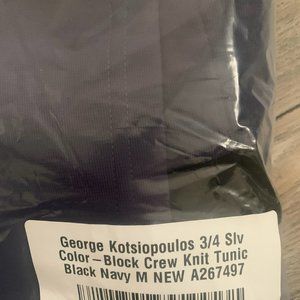 George Kotsiopoulos 3/4 Slv
Color-Block Crew Knit Tunic
Black Navy M NEW A267497